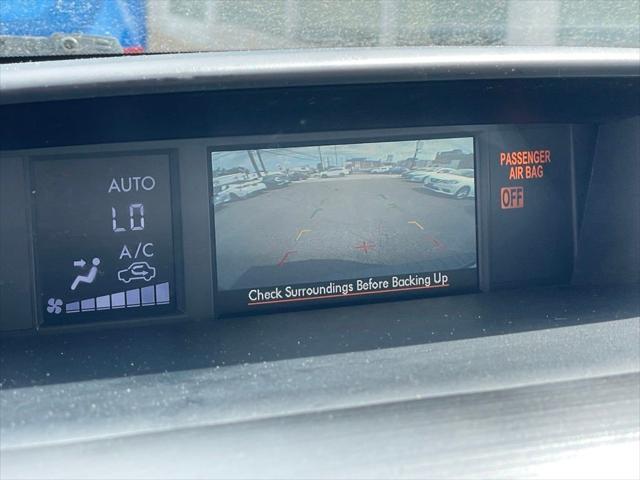 AUTO
LO
A/C
Check Surroundings Before Backing Up
PASSENGER
AIR BAG
OFF